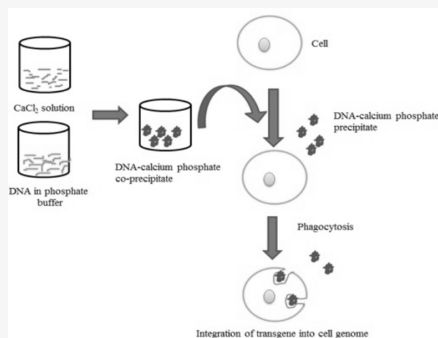 Cell
CaCl₂ solution
DNA-calcium phosphate
precipitate
DNA-calcium phosphate
co-precipitate
DNA in phosphate
buffer
Phagocytosis
Integration of transgene into cell genome